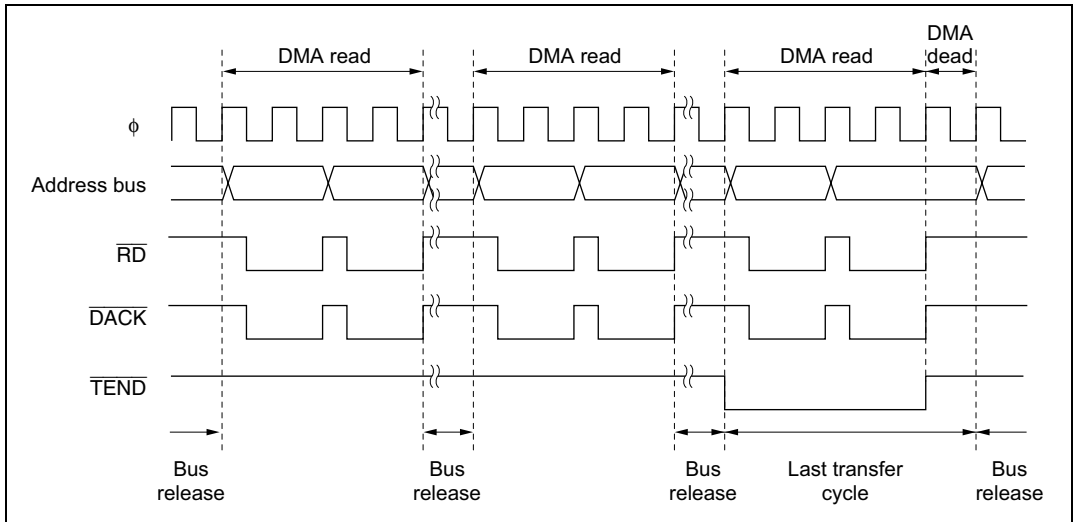 DMA read
DMA read
DMA read
DMA
dead
ϕ
Address bus
RD
DACK
TEND
Bus
release
Bus
release
Bus
release
Last transfer
cycle
Bus
release